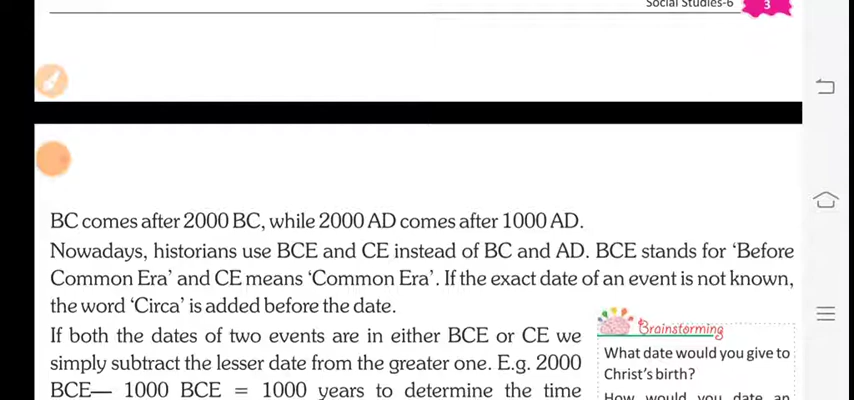 Social Studies-6
3
BC comes after 2000 BC, while 2000 AD comes after 1000 AD.
Nowadays, historians use BCE and CE instead of BC and AD. BCE stands for ‘Before
Common Era’ and CE means ‘Common Era’. If the exact date of an event is not known,
the word ‘Circa’ is added before the date.
If both the dates of two events are in either BCE or CE we
simply subtract the lesser date from the greater one. E.g. 2000
BCE— 1000 BCE = 1000 years to determine the time
Brainstorming
What date would you give to
Christ's birth?
How would you date an